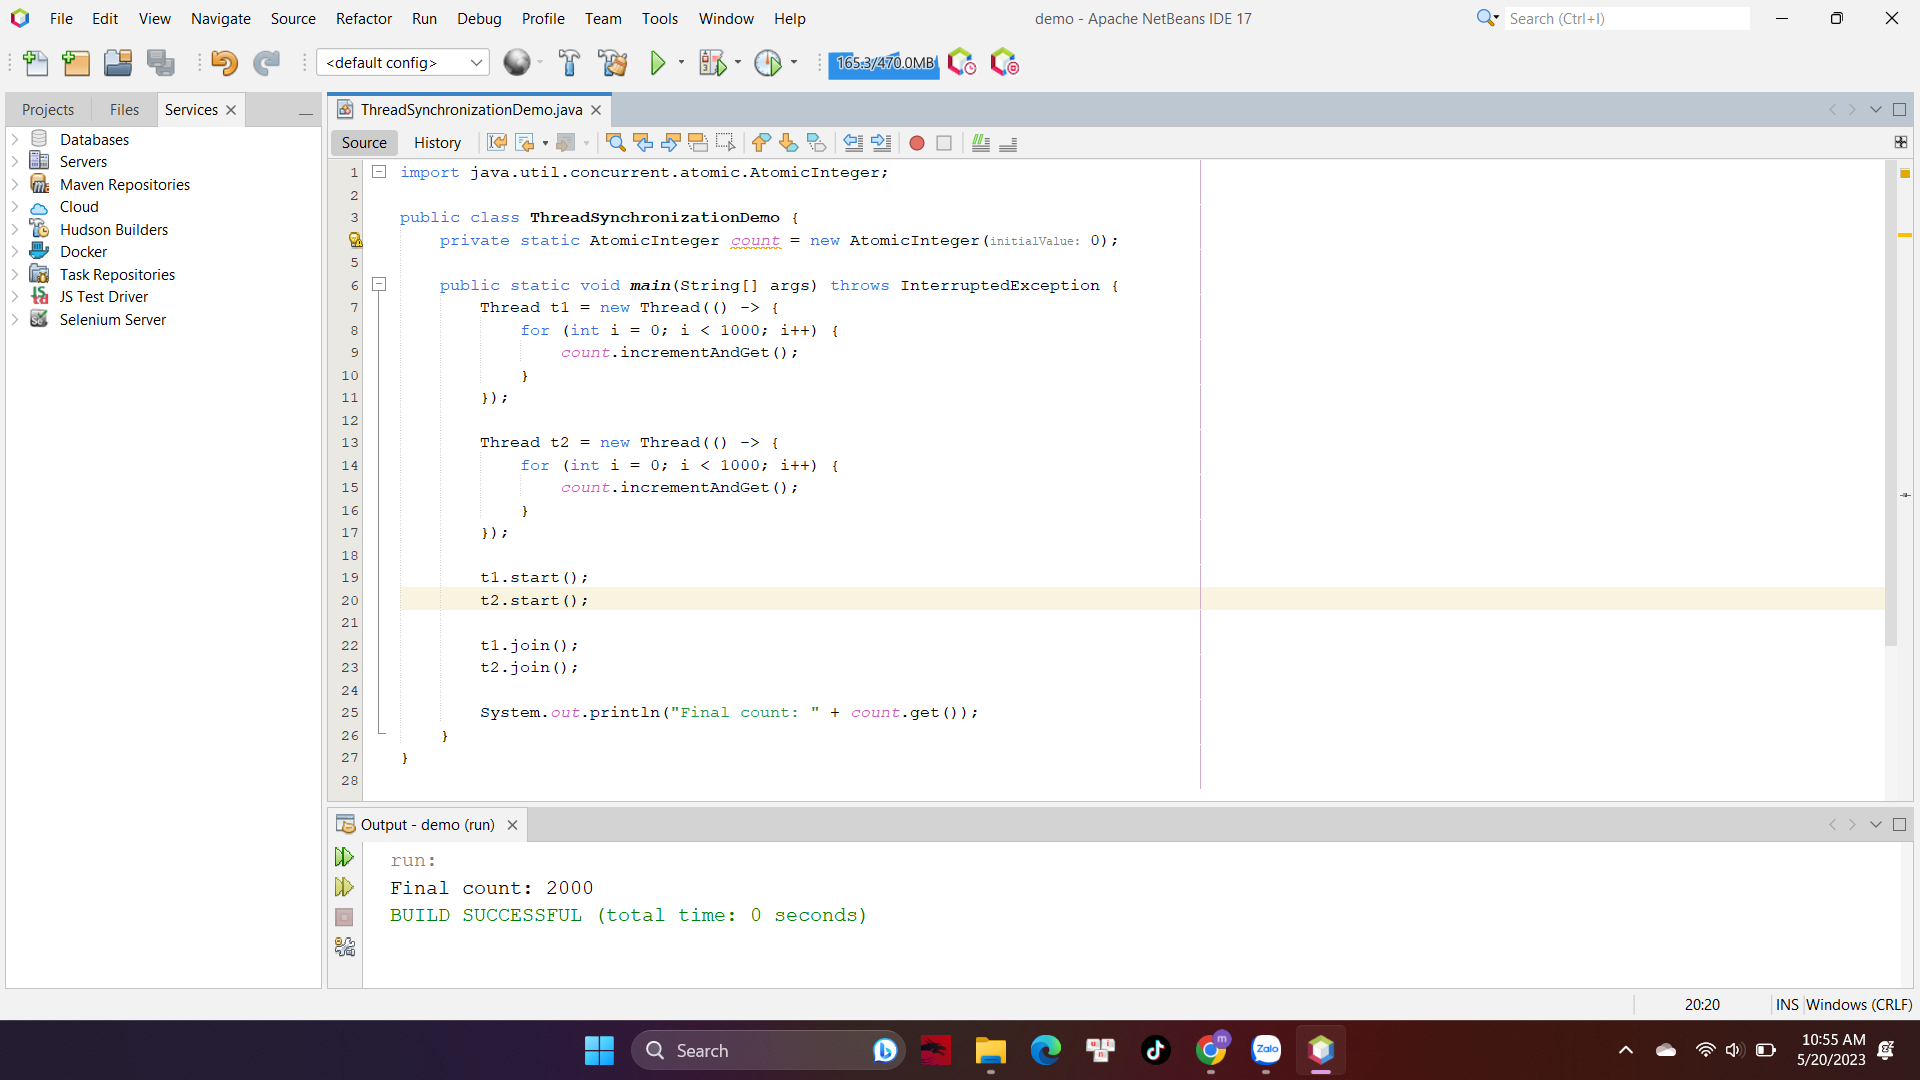 File Edit View Navigate Source Refactor Run Debug Profile Team Tools Window Help
demo - Apache NetBeans IDE 17
Search (Ctrl+I)
<default config>
165.3/470.0MB
Projects Files Services
Databases
Servers
Maven Repositories
Cloud
Hudson Builders
Docker
Task Repositories
JS Test Driver
Selenium Server
ThreadSynchronizationDemo.java
Source History
1 import java.util.concurrent.atomic.AtomicInteger;
2
3 public class ThreadSynchronizationDemo {
private static AtomicInteger count = new AtomicInteger(initialValue: 0);
5
6 public static void main(String[] args) throws InterruptedException {
7 Thread t1 = new Thread(() -> {
8 for (int i = 0; i < 1000; i++) {
9 count.incrementAndGet();
10 }
11 });
12
13 Thread t2 = new Thread(() -> {
14 for (int i = 0; i < 1000; i++) {
15 count.incrementAndGet();
16 }
17 });
18
19 t1.start();
20 t2.start();
21
22 t1.join();
23 t2.join();
24
25 System.out.println("Final count: " + count.get());
26 }
27 }
28
Output - demo (run)
run:
Final count: 2000
BUILD SUCCESSFUL (total time: 0 seconds)
20:20 INS Windows (CRLF)
Search
m
Zalo
10:55 AM
5/20/2023